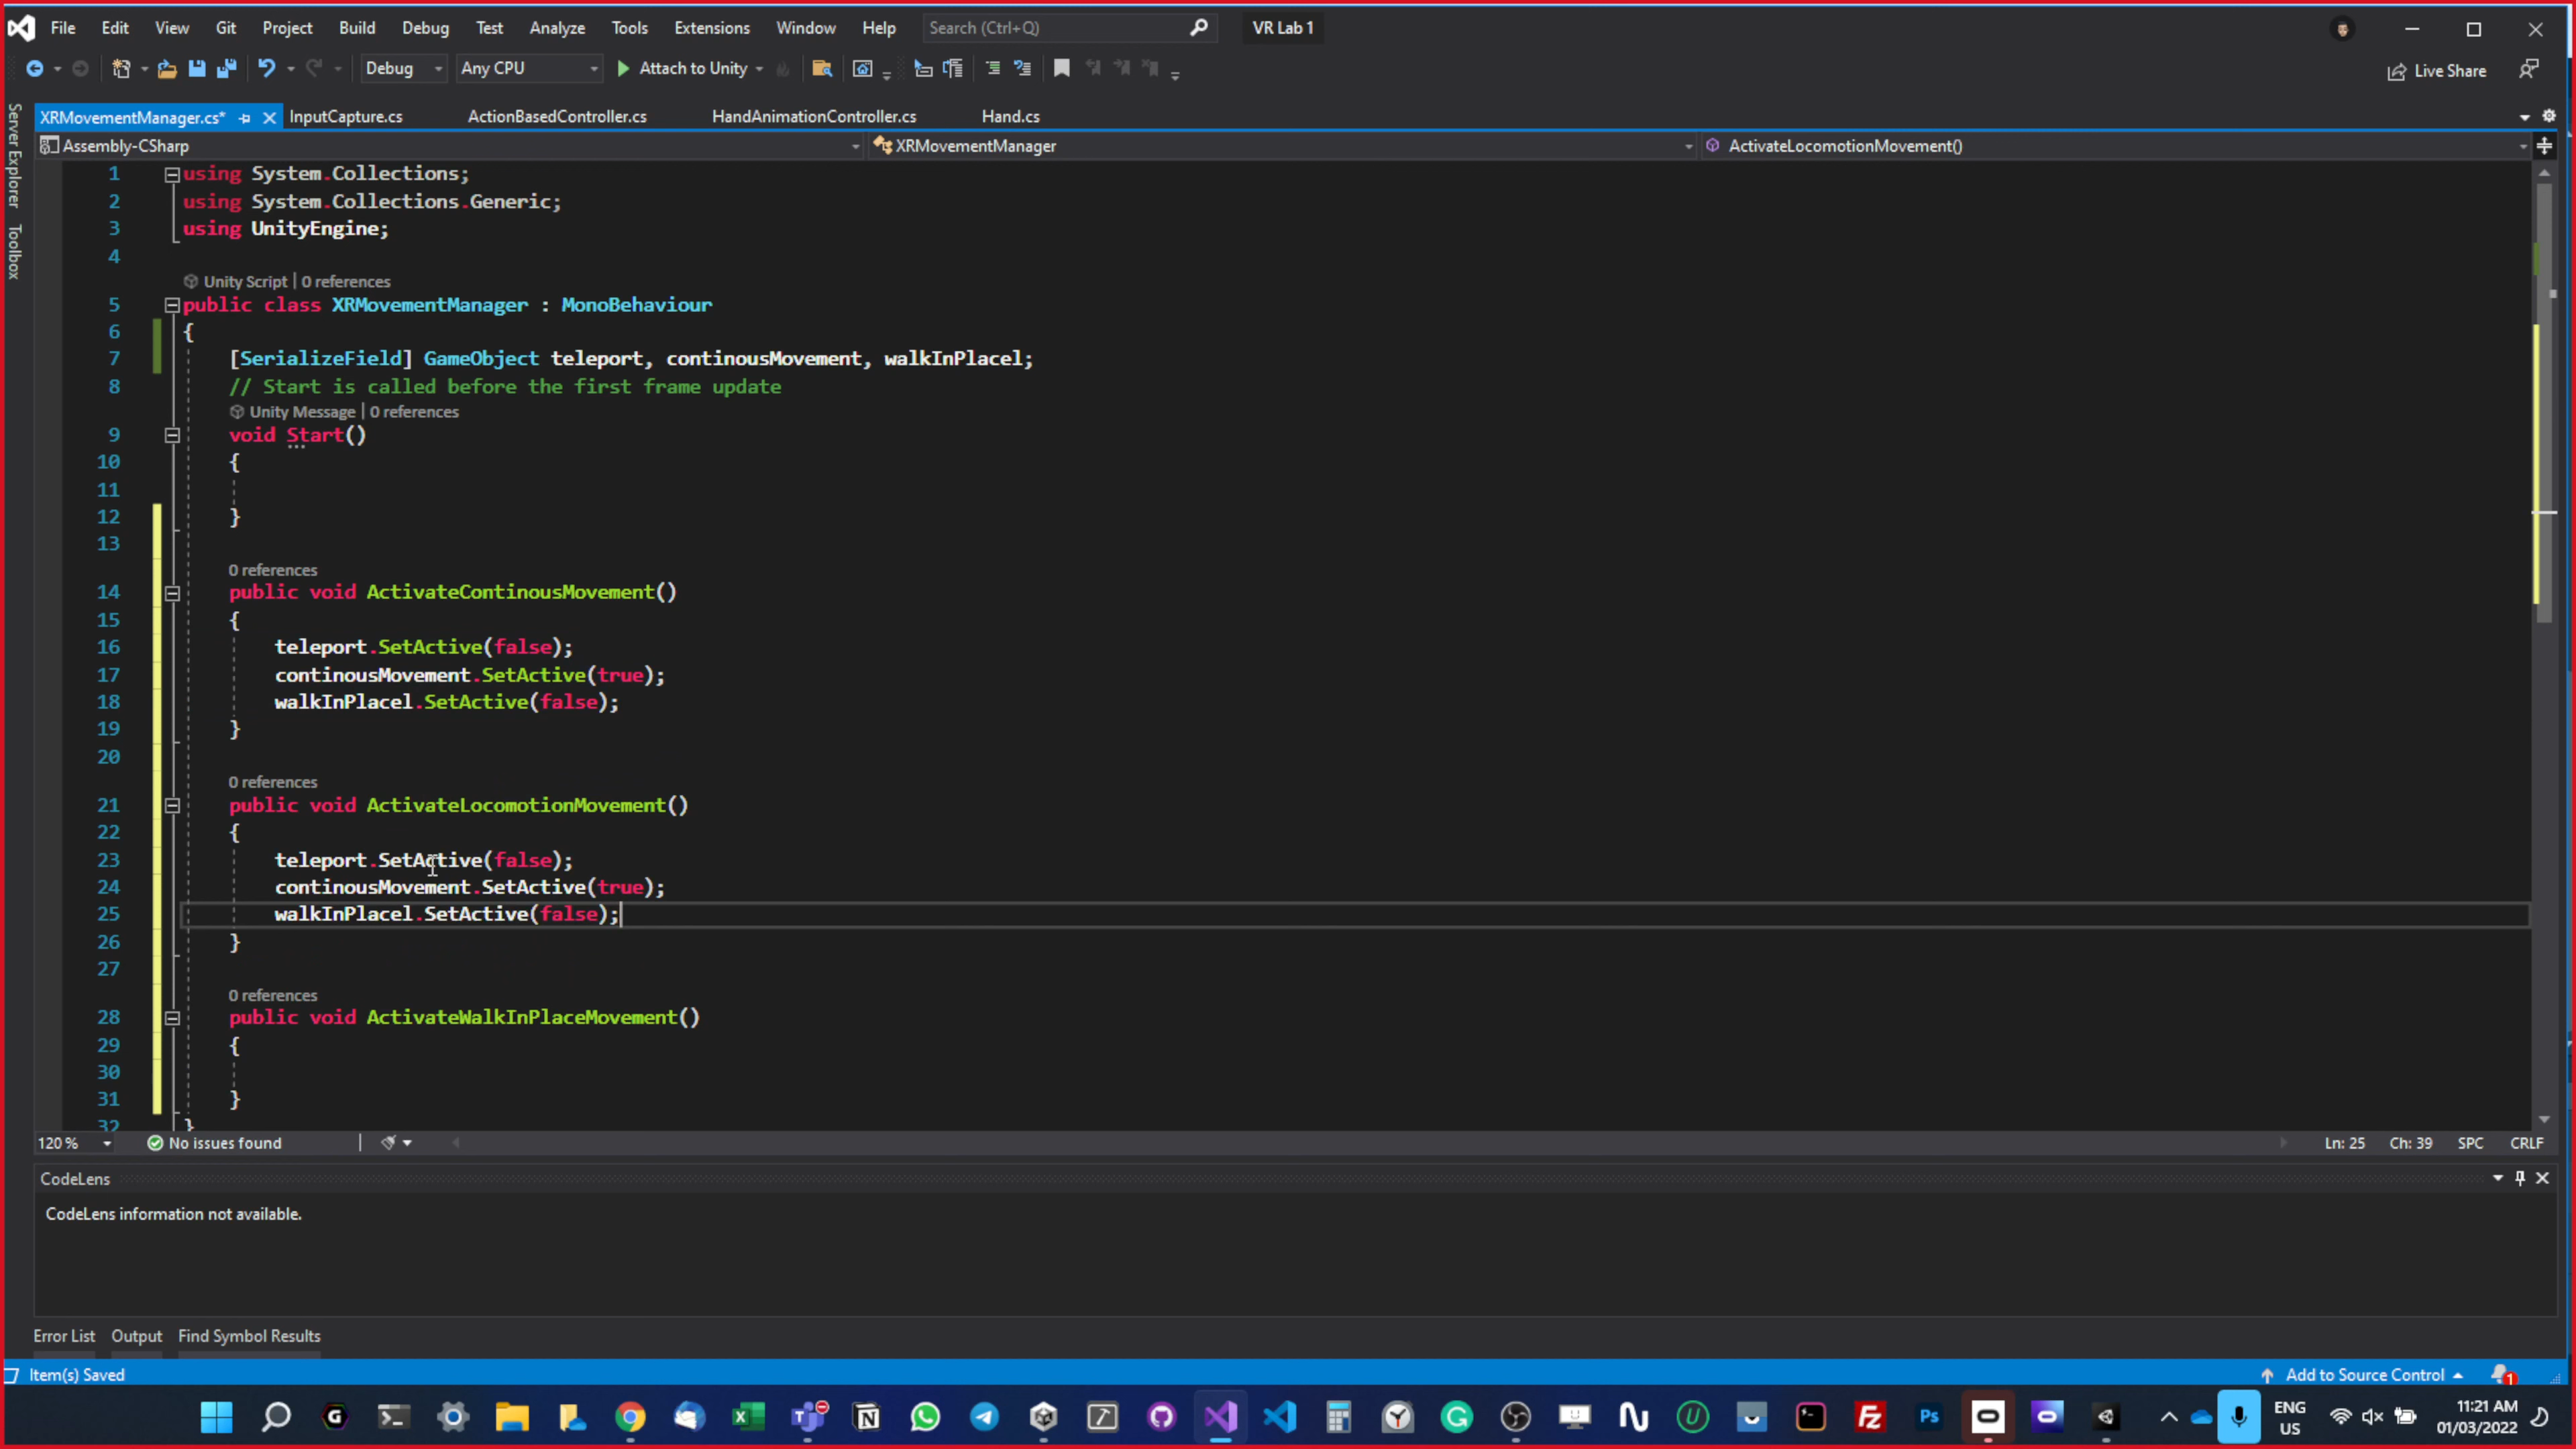 File Edit View Git Project Build Debug Test Analyze Tools Extensions Window Help Search (Ctrl+Q) VR Lab 1
Debug Any CPU Attach to Unity Live Share
Server Explorer
Toolbox
XRMovementManager.cs* InputCapture.cs ActionBasedController.cs HandAnimationController.cs Hand.cs
Assembly-CSharp XRMovementManager ActivateLocomotionMovement()
1 using System.Collections;
2 using System.Collections.Generic;
3 using UnityEngine;
4
Unity Script | 0 references
5 public class XRMovementManager : MonoBehaviour
6 {
7 [SerializeField] GameObject teleport, continousMovement, walkInPlacel;
8 // Start is called before the first frame update
Unity Message | 0 references
9 void Start()
10 {
11
12 }
13
0 references
14 public void ActivateContinousMovement()
15 {
16 teleport.SetActive(false);
17 continousMovement.SetActive(true);
18 walkInPlacel.SetActive(false);
19 }
20
0 references
21 public void ActivateLocomotionMovement()
22 {
23 teleport.SetActive(false);
24 continousMovement.SetActive(true);
25 walkInPlacel.SetActive(false);
26 }
27
0 references
28 public void ActivateWalkInPlaceMovement()
29 {
30
31 }
32 }
120 % No issues found Ln: 25 Ch: 39 SPC CRLF
CodeLens
CodeLens information not available.
Error List Output Find Symbol Results
Item(s) Saved Add to Source Control 1
ENG
US
11:21 AM
01/03/2022